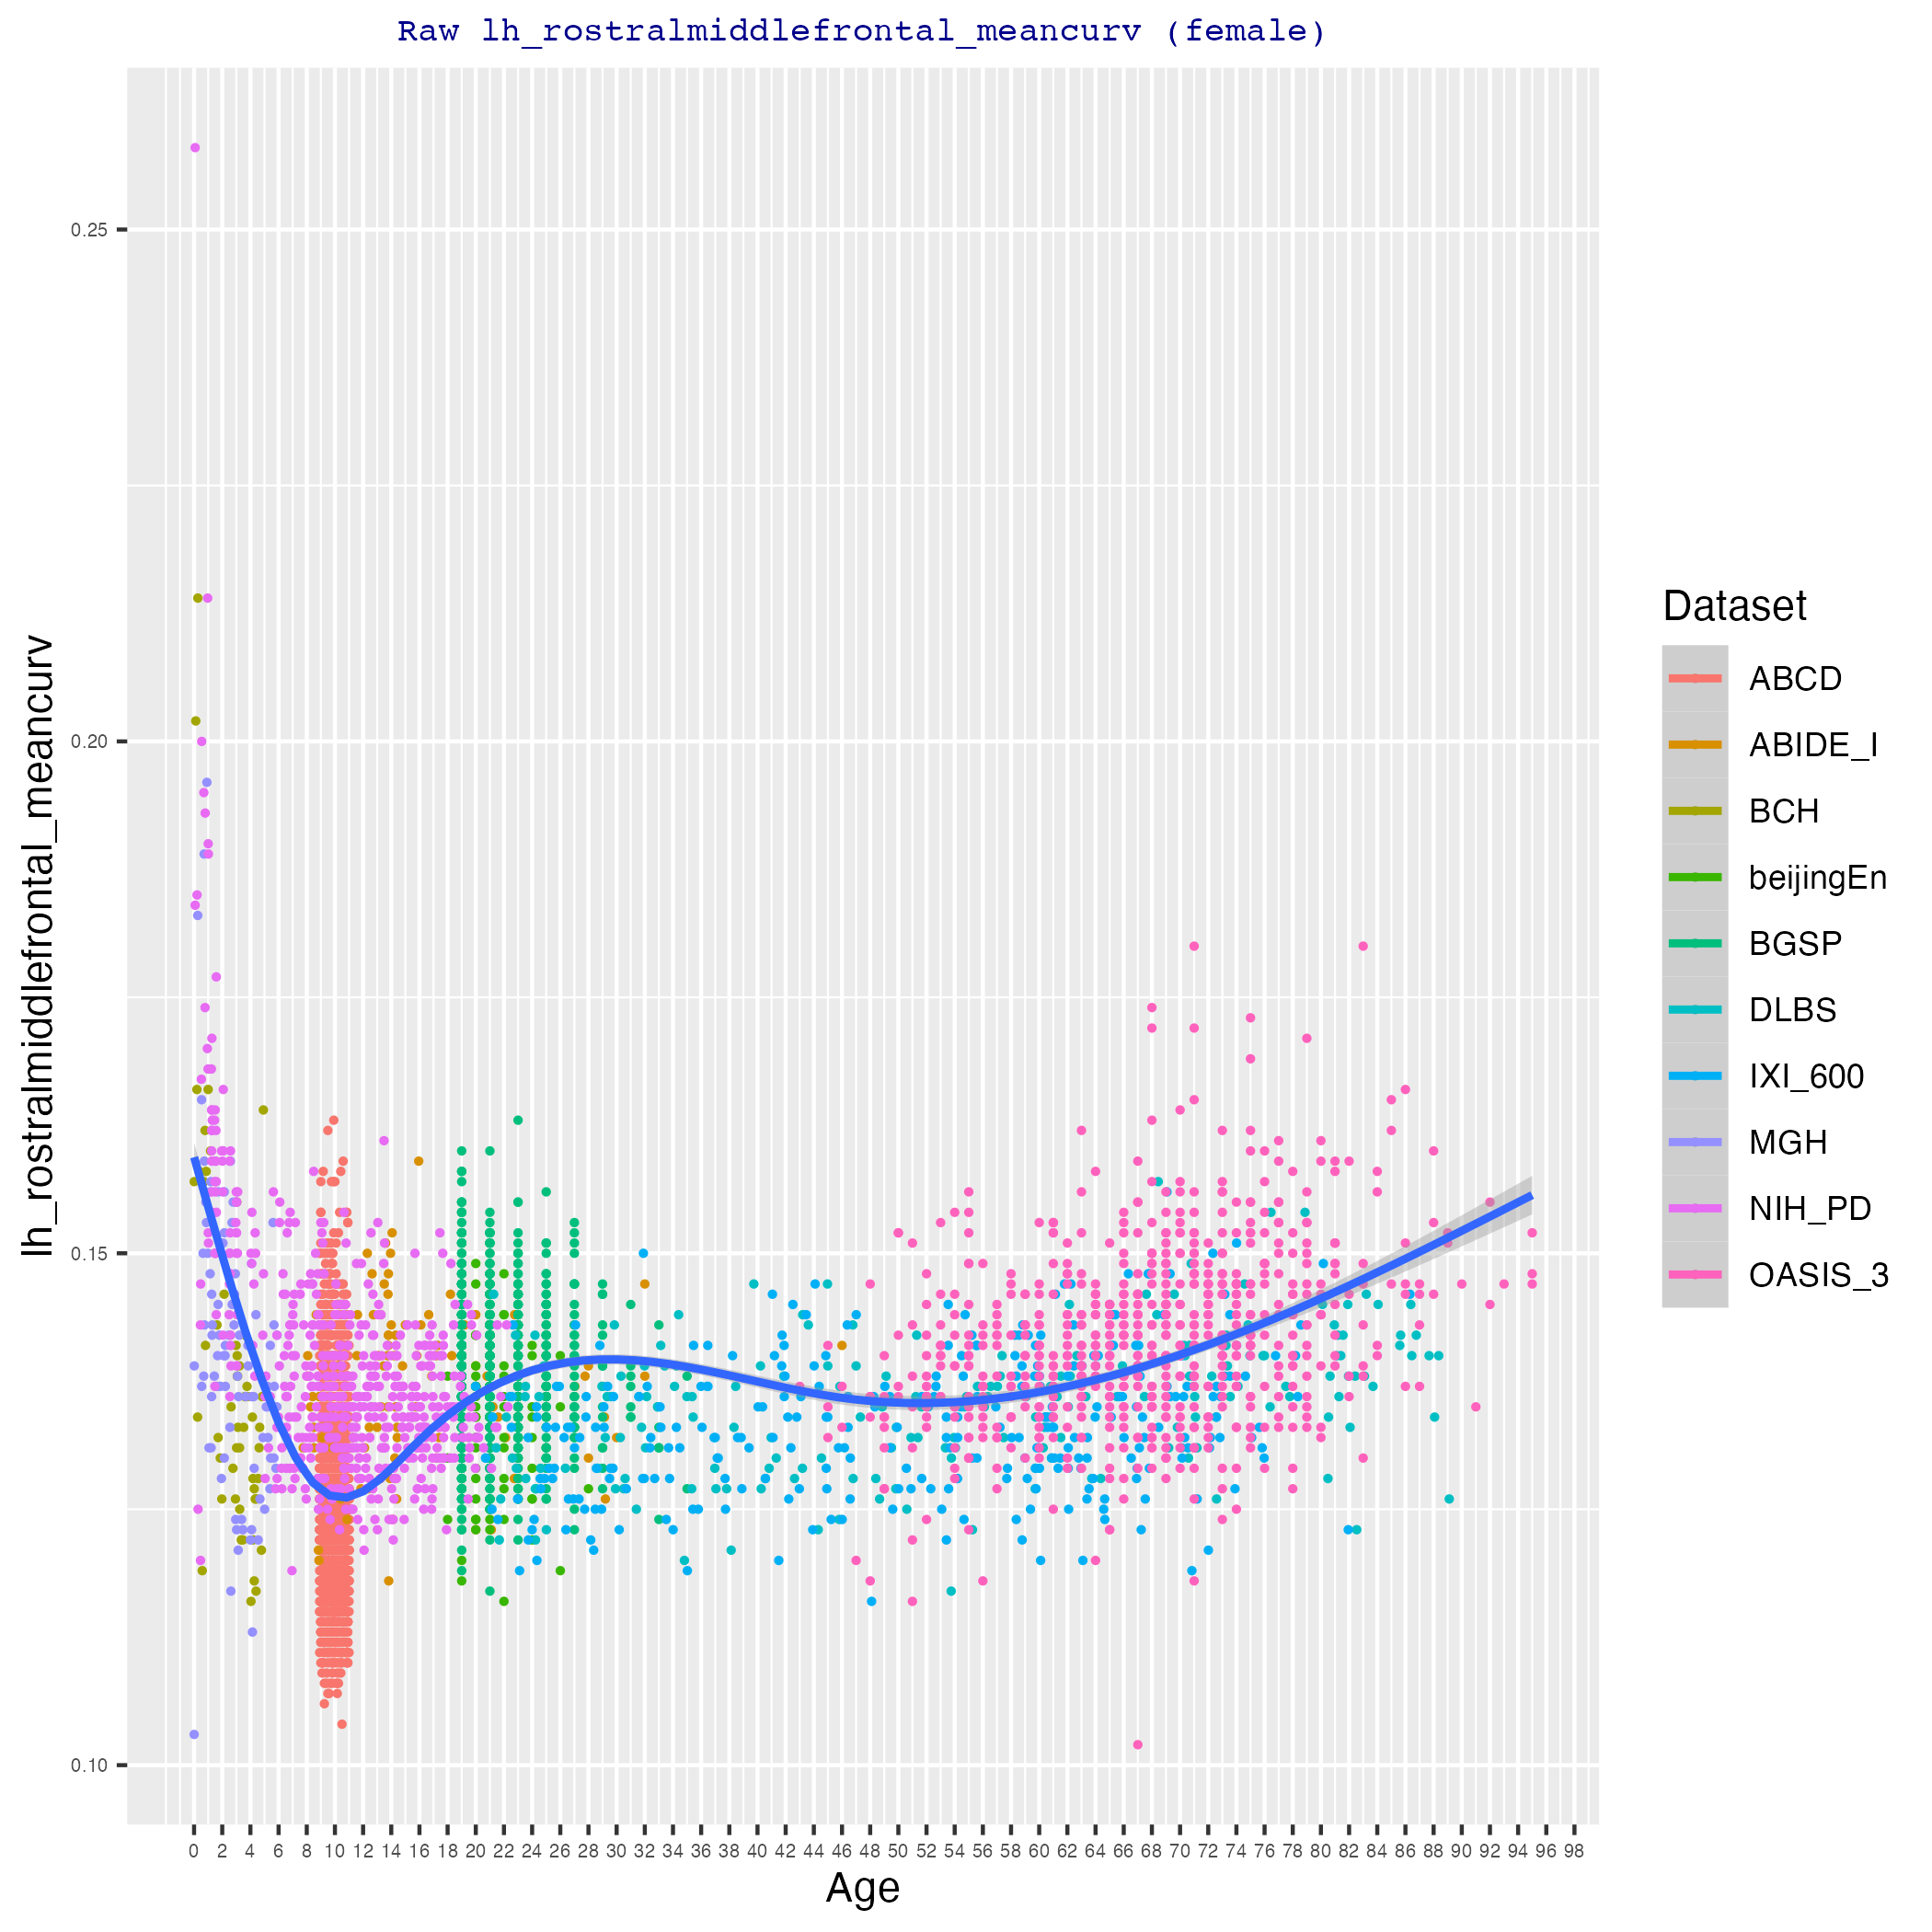 Raw lh_rostralmiddlefrontal_meancurv (female)
lh_rostralmiddlefrontal_meancurv
0.25
0.20
0.15
0.10
0 2 4 6 8 10 12 14 16 18 20 22 24 26 28 30 32 34 36 38 40 42 44 46 48 50 52 54 56 58 60 62 64 66 68 70 72 74 76 78 80 82 84 86 88 90 92 94 96 98
Age
Dataset
ABCD
ABIDE_I
BCH
beijingEn
BGSP
DLBS
IXI_600
MGH
NIH_PD
OASIS_3